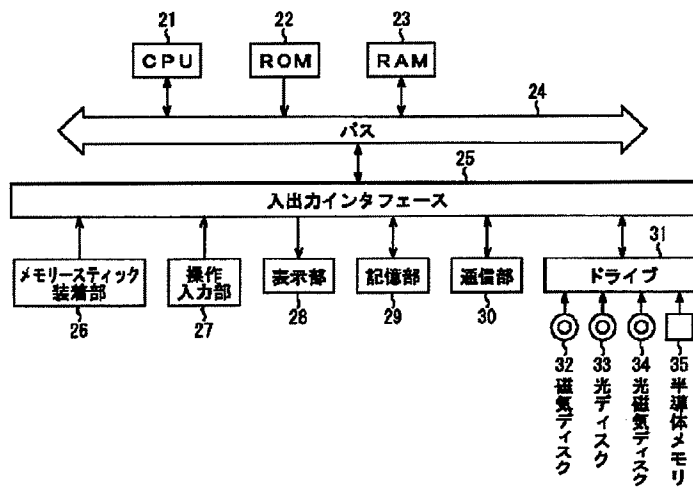 21
22
23
CPU
ROM
RAM
24
バス
25
入出力インタフェース
31
メモリースティック
装着部
操作
入力部
表示部
記憶部
通信部
ドライブ
26
27
28
29
30
32
33
34
35
磁気ディスク
光ディスク
光磁気ディスク
半導体メモリ